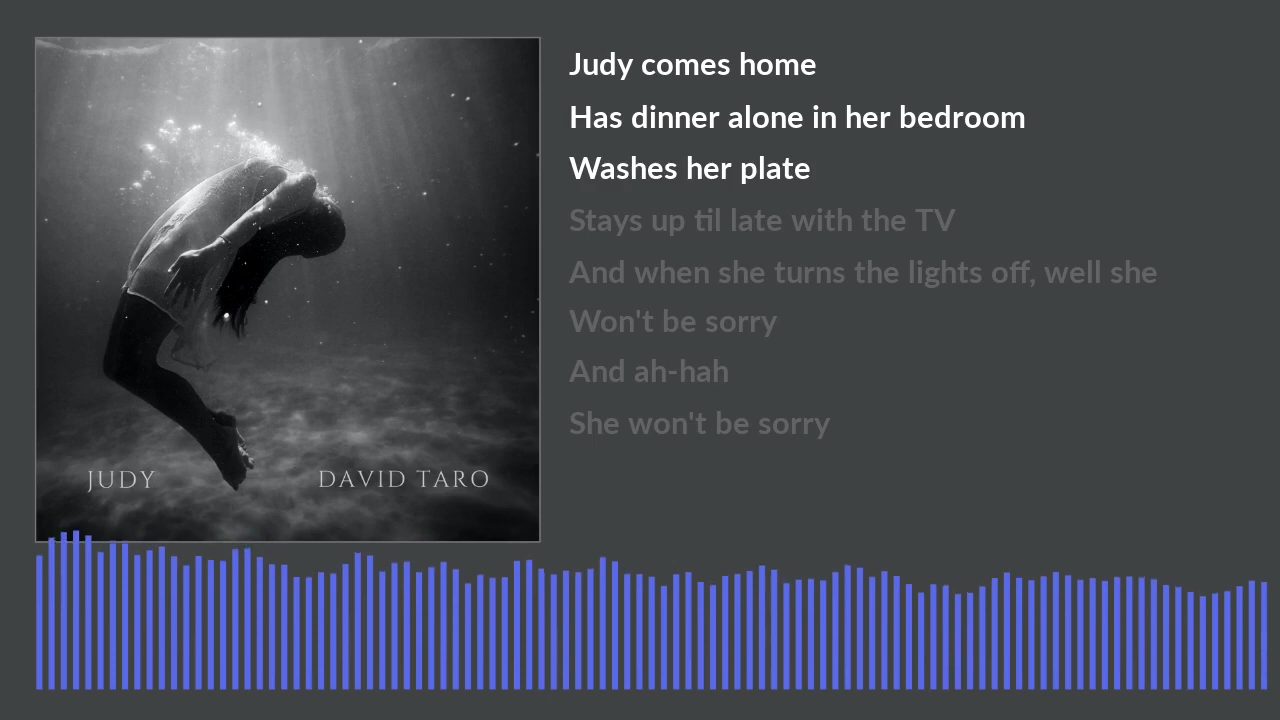 Judy comes home
Has dinner alone in her bedroom
Washes her plate
Stays up til late with the TV
And when she turns the lights off, well she
Won't be sorry
And ah-hah
She won't be sorry
JUDY DAVID TARO